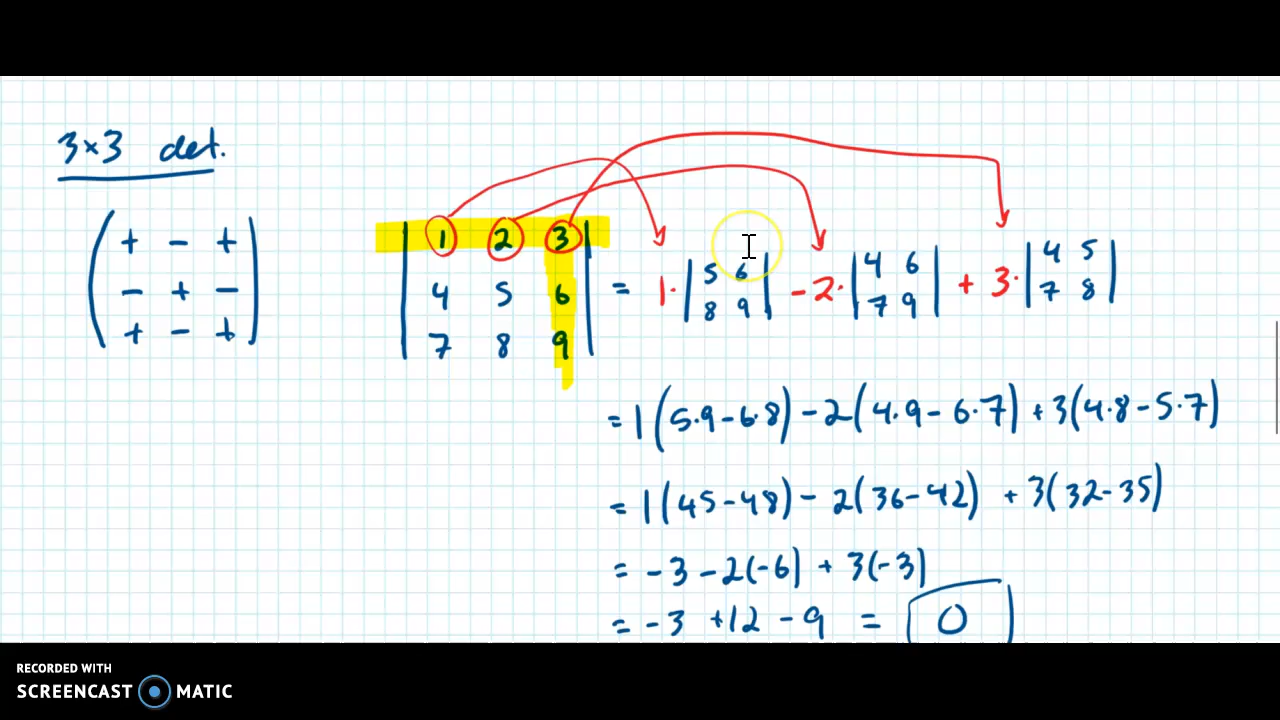 3×3 det.
+ - +
- + -
+ - +
|1 2 3|
|4 5 6|
|7 8 9|
= 1·|5 6; 8 9| - 2·|4 6; 7 9| + 3·|4 5; 7 8|
= 1(5·9-6·8) - 2(4·9-6·7) + 3(4·8-5·7)
= 1(45-48) - 2(36-42) + 3(32-35)
= -3 - 2(-6) + 3(-3)
= -3 +12 - 9 = 0
RECORDED WITH
SCREENCAST MATIC